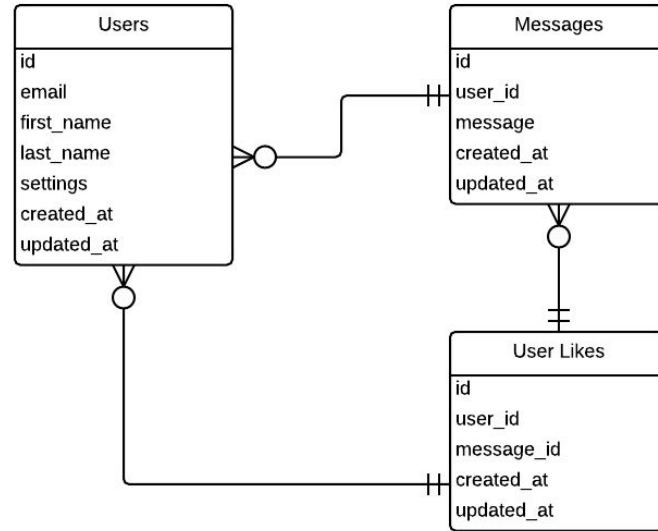 Users
id
email
first_name
last_name
settings
created_at
updated_at
Messages
id
user_id
message
created_at
updated_at
User Likes
id
user_id
message_id
created_at
updated_at